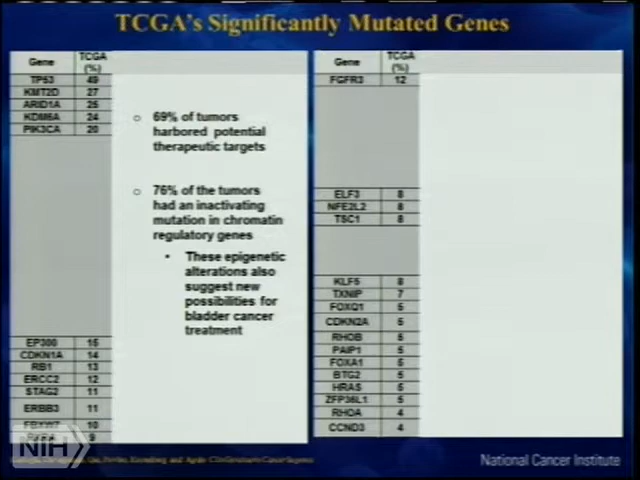 TCGA's Significantly Mutated Genes
Gene TCGA (%)
TP53 49
KMT2D 27
ARID1A 25
KDM6A 24
PIK3CA 20
EP300 15
CDKN1A 14
RB1 13
ERCC2 12
STAG2 11
ERBB3 11
FBXW7 10
9
○ 69% of tumors
harbored potential
therapeutic targets
○ 76% of the tumors
had an inactivating
mutation in chromatin
regulatory genes
• These epigenetic
alterations also
suggest new
possibilities for
bladder cancer
treatment
Gene TCGA (%)
FGFR3 12
ELF3 8
NFE2L2 8
TSC1 8
KLF5 8
TXNIP 7
FOXQ1 5
CDKN2A 5
RHOB 5
PAIP1 5
FOXA1 5
BTG2 5
HRAS 5
ZFP36L1 5
RHOA 4
CCND3 4
NIH
National Cancer Institute